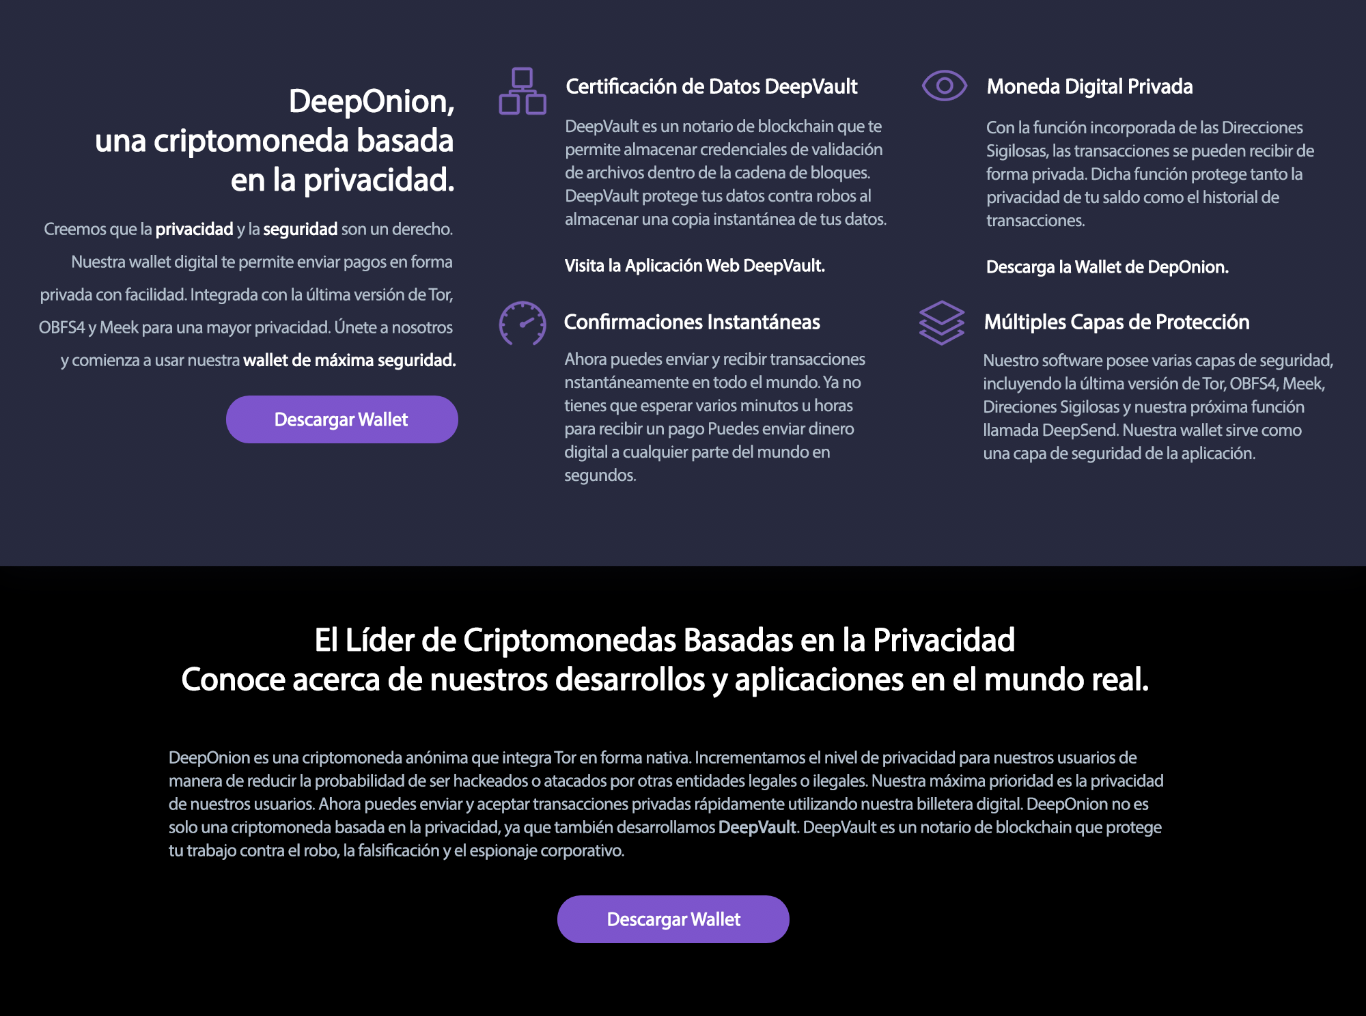 DeepOnion,
una criptomoneda basada
en la privacidad.
Creemos que la privacidad y la seguridad son un derecho.
Nuestra wallet digital te permite enviar pagos en forma
privada con facilidad. Integrada con la última versión de Tor,
OBFS4 y Meek para una mayor privacidad. Únete a nosotros
y comienza a usar nuestra wallet de máxima seguridad.
Descargar Wallet
Certificación de Datos DeepVault
DeepVault es un notario de blockchain que te
permite almacenar credenciales de validación
de archivos dentro de la cadena de bloques.
DeepVault protege tus datos contra robos al
almacenar una copia instantánea de tus datos.
Visita la Aplicación Web DeepVault.
Moneda Digital Privada
Con la función incorporada de las Direcciones
Sigilosas, las transacciones se pueden recibir de
forma privada. Dicha función protege tanto la
privacidad de tu saldo como el historial de
transacciones.
Descarga la Wallet de DepOnion.
Confirmaciones Instantáneas
Ahora puedes enviar y recibir transacciones
nstantáneamente en todo el mundo. Ya no
tienes que esperar varios minutos u horas
para recibir un pago Puedes enviar dinero
digital a cualquier parte del mundo en
segundos.
Múltiples Capas de Protección
Nuestro software posee varias capas de seguridad,
incluyendo la última versión de Tor, OBFS4, Meek,
Direciones Sigilosas y nuestra próxima función
llamada DeepSend. Nuestra wallet sirve como
una capa de seguridad de la aplicación.
El Líder de Criptomonedas Basadas en la Privacidad
Conoce acerca de nuestros desarrollos y aplicaciones en el mundo real.
DeepOnion es una criptomoneda anónima que integra Tor en forma nativa. Incrementamos el nivel de privacidad para nuestros usuarios de
manera de reducir la probabilidad de ser hackeados o atacados por otras entidades legales o ilegales. Nuestra máxima prioridad es la privacidad
de nuestros usuarios. Ahora puedes enviar y aceptar transacciones privadas rápidamente utilizando nuestra billetera digital. DeepOnion no es
solo una criptomoneda basada en la privacidad, ya que también desarrollamos DeepVault. DeepVault es un notario de blockchain que protege
tu trabajo contra el robo, la falsificación y el espionaje corporativo.
Descargar Wallet